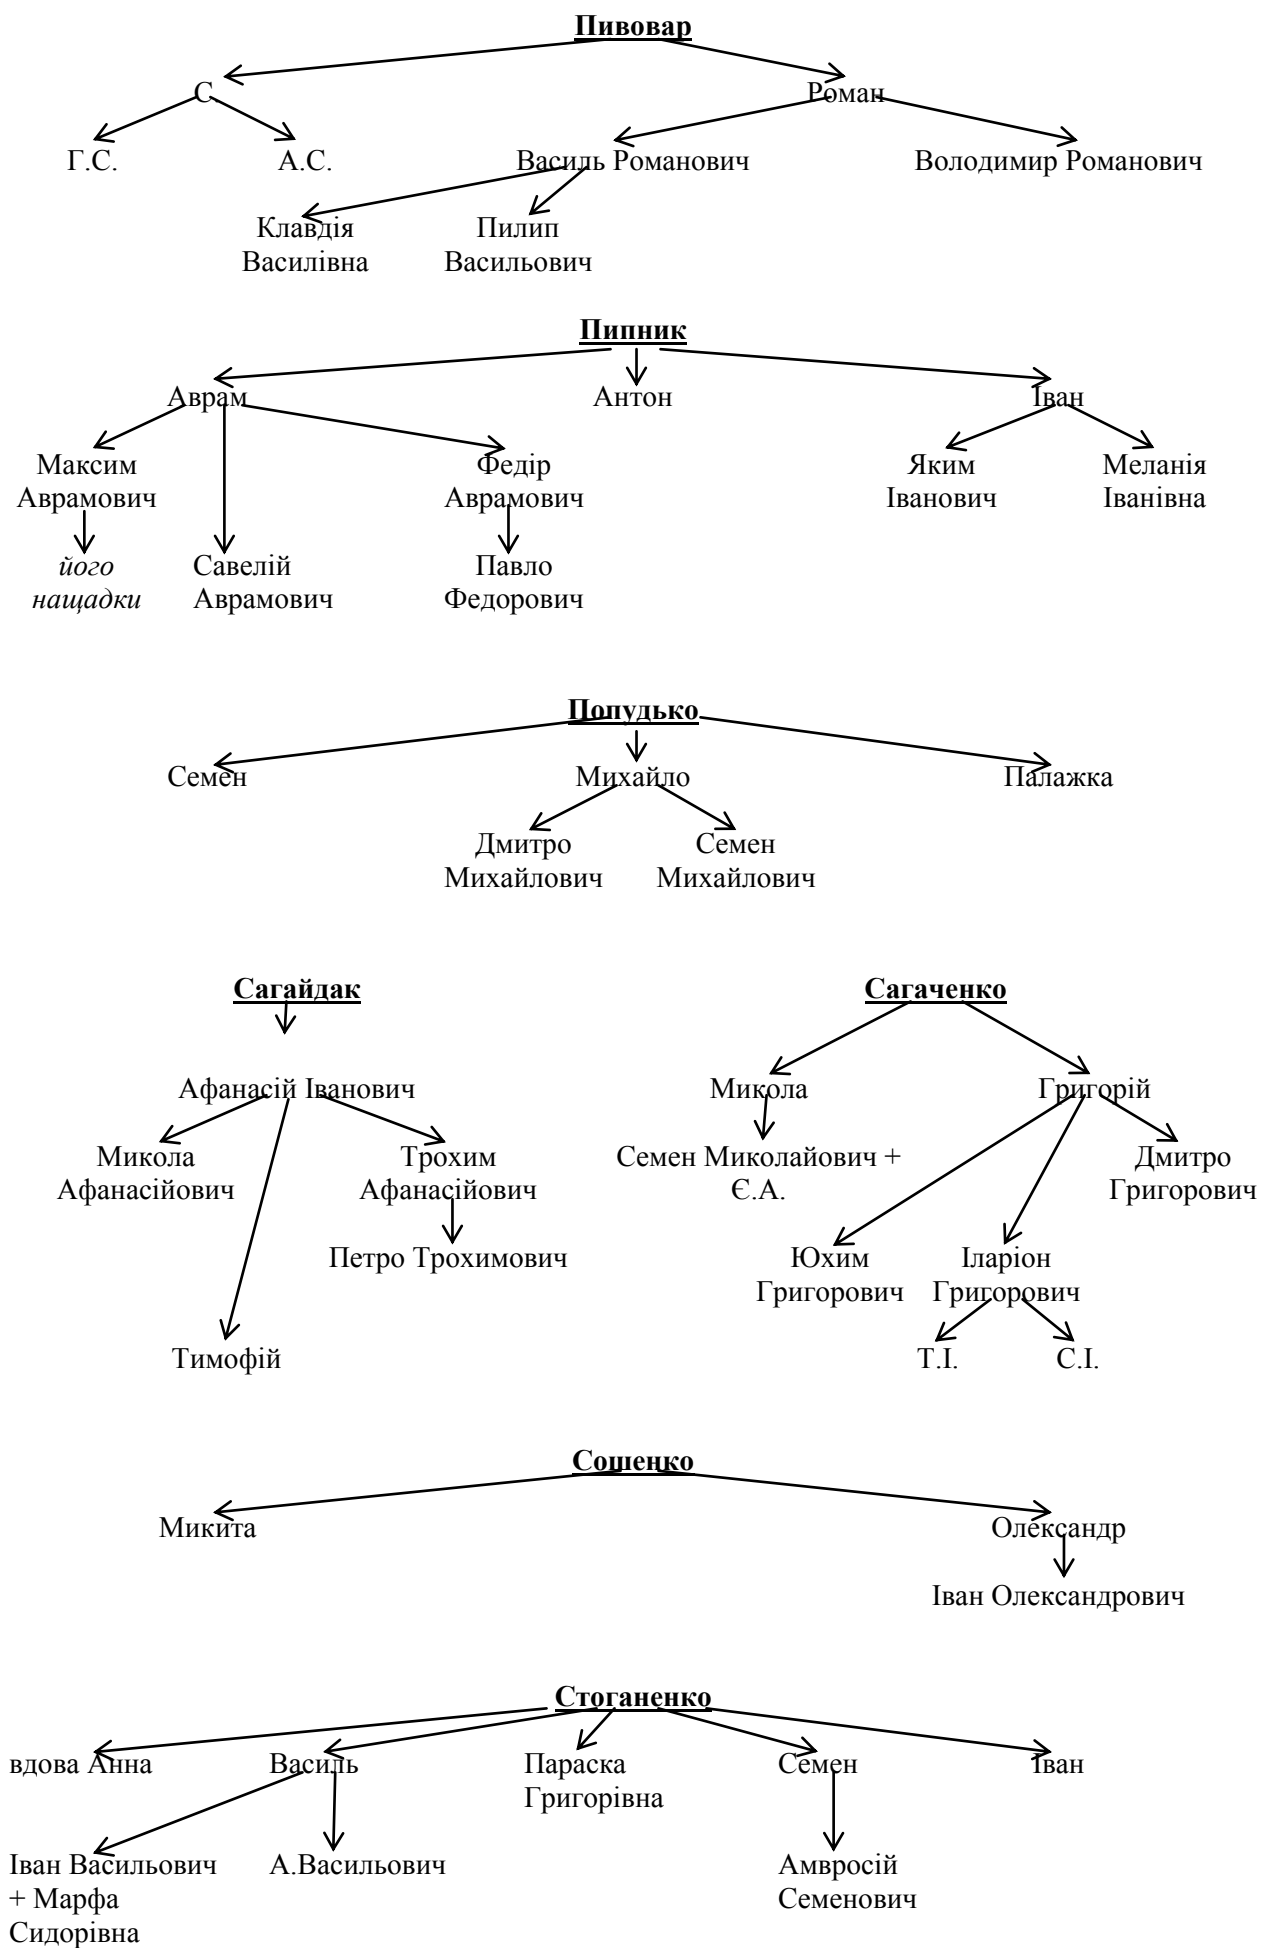 Пивовар
С. Роман
Г.С. А.С. Василь Романович Володимир Романович
Клавдія Пилип
Василівна Васильович
Пипник
Аврам Антон Іван
Максим Федір Яким Меланія
Аврамович Аврамович Іванович Іванівна
його Савелій Павло
нащадки Аврамович Федорович
Попудько
Семен Михайло Палажка
Дмитро Семен
Михайлович Михайлович
Сагайдак Сагаченко
Афанасій Іванович Микола Григорій
Микола Трохим Семен Миколайович + Дмитро
Афанасійович Афанасійович Є.А. Григорович
Петро Трохимович Юхим Іларіон
Григорович Григорович
Тимофій Т.І. С.І.
Сошенко
Микита Олександр
Іван Олександрович
Стоганенко
вдова Анна Василь Параска Семен Іван
Григорівна
Іван Васильович А.Васильович Амвросій
+ Марфа Семенович
Сидорівна